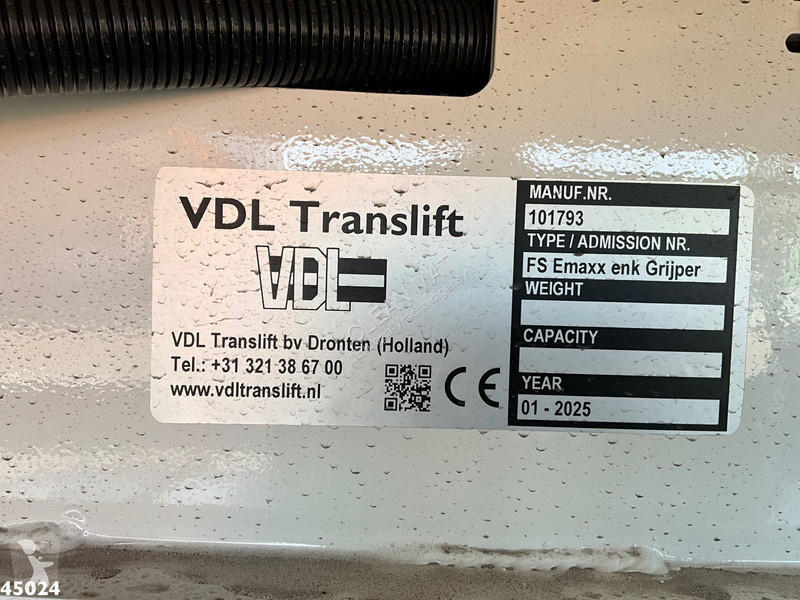 VDL Translift
VDL
VDL Translift bv Dronten (Holland)
Tel.: +31 321 38 67 00
www.vdltranslift.nl
CE
MANUF.NR.
101793
TYPE / ADMISSION NR.
FS Emaxx enk Grijper
WEIGHT
CAPACITY
YEAR
01 - 2025
45024